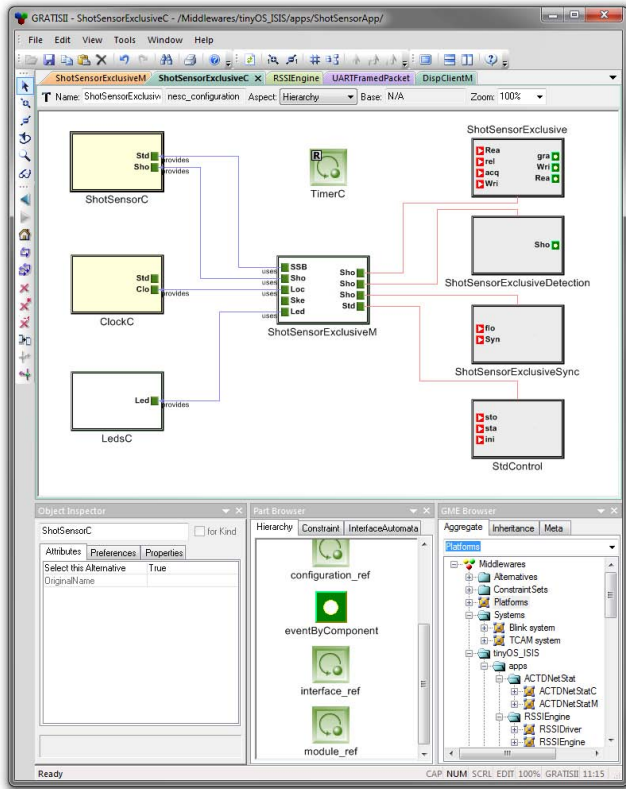 GRATISII - ShotSensorExclusiveC - /Middlewares/tinyOS_ISIS/apps/ShotSensorApp/
File Edit View Tools Window Help
ShotSensorExclusiveM ShotSensorExclusiveC X RSSIEngine UARTFramedPacket DispClientM
T Name: ShotSensorExclusiv nesc_configuration Aspect: Hierarchy Base: N/A Zoom: 100%
Std provides
Sho provides
ShotSensorC
R
TimerC
ShotSensorExclusive
Rea
rel
acq
Wri
gra
Wri
Rea
Sho
ShotSensorExclusiveDetection
Std
Clo provides
ClockC
uses SSB
uses Sho
uses Loc
Ske
uses Led
Sho
Sho
Sho
Std
ShotSensorExclusiveM
flo
Syn
ShotSensorExclusiveSync
Led provides
LedsC
sto
sta
ini
StdControl
Object Inspector
ShotSensorC for Kind
Attributes Preferences Properties
Select this Alternative True
OriginalName
Part Browser
Hierarchy Constraint InterfaceAutomata
configuration_ref
eventByComponent
interface_ref
module_ref
GME Browser
Aggregate Inheritance Meta
Platforms
Middlewares
Alternatives
ConstraintSets
Platforms
Systems
Blink system
TCAM system
tinyOS_ISIS
apps
ACTDNetStat
ACTDNetStatC
ACTDNetStatM
RSSIEngine
RSSIDriver
RSSIEngine
Ready CAP NUM SCRL EDIT 100% GRATISII 11:15